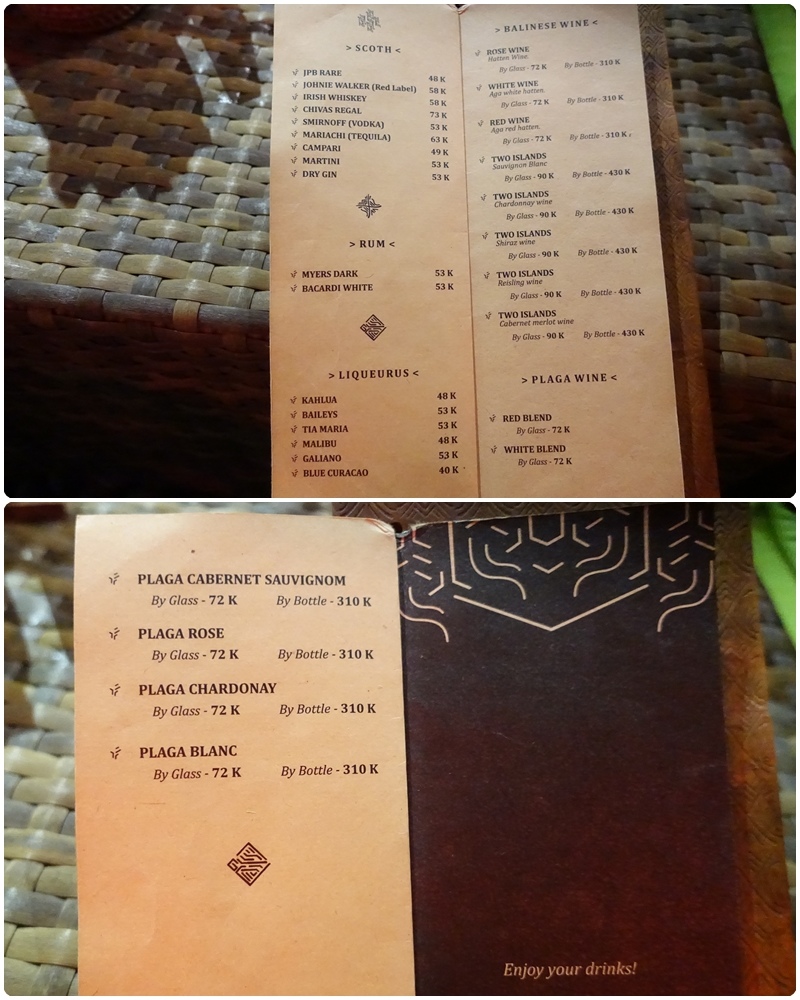 > SCOTH <
JPB RARE 48 K
JOHNIE WALKER (Red Label) 58 K
IRISH WHISKEY 58 K
CHIVAS REGAL 73 K
SMIRNOFF (VODKA) 53 K
MARIACHI (TEQUILA) 63 K
CAMPARI 49 K
MARTINI 53 K
DRY GIN 53 K
> RUM <
MYERS DARK 53 K
BACARDI WHITE 53 K
> LIQUEURUS <
KAHLUA 48 K
BAILEYS 53 K
TIA MARIA 53 K
MALIBU 48 K
GALIANO 53 K
BLUE CURACAO 40 K
> BALINESE WINE <
ROSE WINE
Hatten Wine.
By Glass - 72 K By Bottle - 310 K
WHITE WINE
Aga white hatten.
By Glass - 72 K By Bottle - 310 K
RED WINE
Aga red hatten.
By Glass - 72 K By Bottle - 310 K
TWO ISLANDS
Sauvignon Blanc
By Glass - 90 K By Bottle - 430 K
TWO ISLANDS
Chardonnay wine
By Glass - 90 K By Bottle - 430 K
TWO ISLANDS
Shiraz wine
By Glass - 90 K By Bottle - 430 K
TWO ISLANDS
Reisling wine
By Glass - 90 K By Bottle - 430 K
TWO ISLANDS
Cabernet merlot wine
By Glass - 90 K By Bottle - 430 K
> PLAGA WINE <
RED BLEND
By Glass - 72 K
WHITE BLEND
By Glass - 72 K
PLAGA CABERNET SAUVIGNOM
By Glass - 72 K By Bottle - 310 K
PLAGA ROSE
By Glass - 72 K By Bottle - 310 K
PLAGA CHARDONAY
By Glass - 72 K By Bottle - 310 K
PLAGA BLANC
By Glass - 72 K By Bottle - 310 K
Enjoy your drinks!